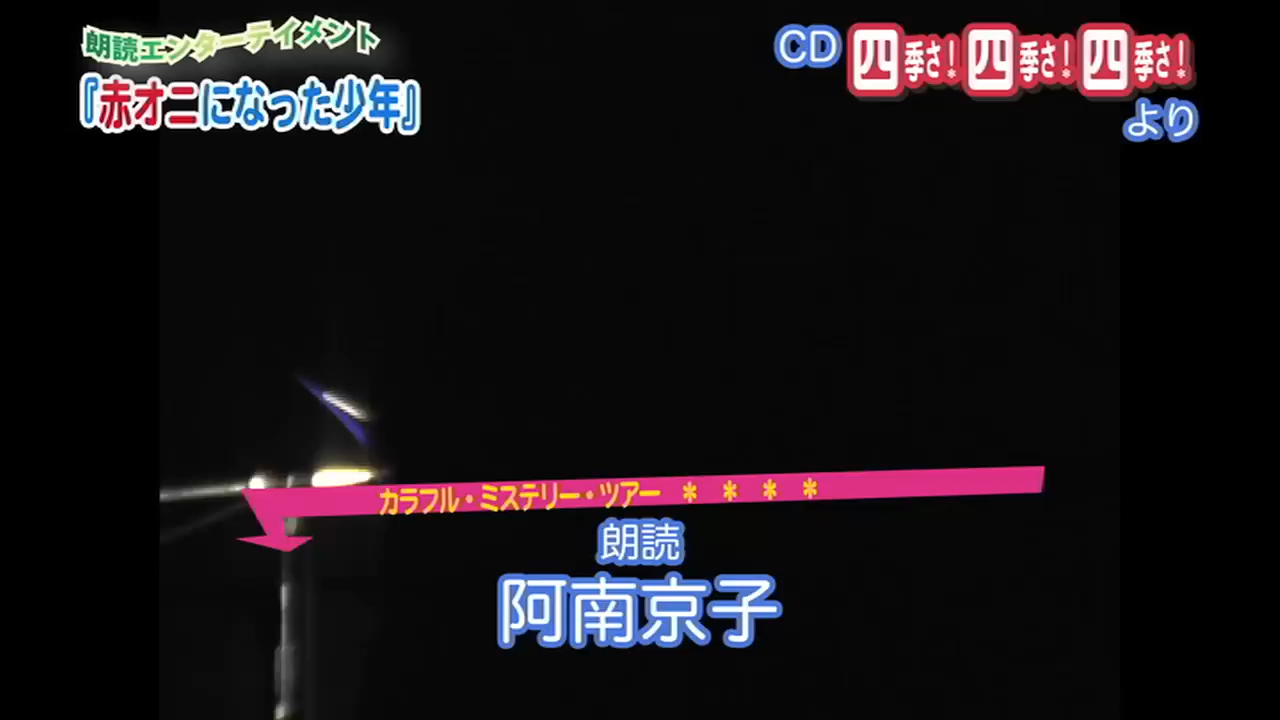 朗読エンターテイメント
『赤オニになった少年』
CD 四季さ! 四季さ! 四季さ!
より
カラフル・ミステリー・ツアー * * * *
朗読
阿南京子